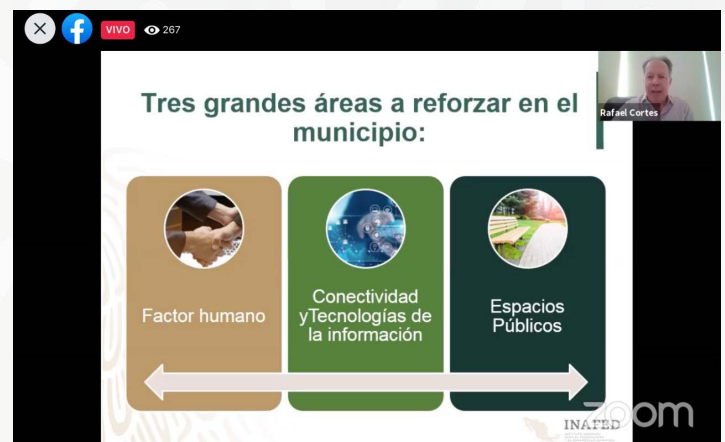 VIVO 267
Tres grandes áreas a reforzar en el
municipio:
Rafael Cortes
Factor humano
Conectividad
yTecnologías de
la información
Espacios
Públicos
INAFED
zoom